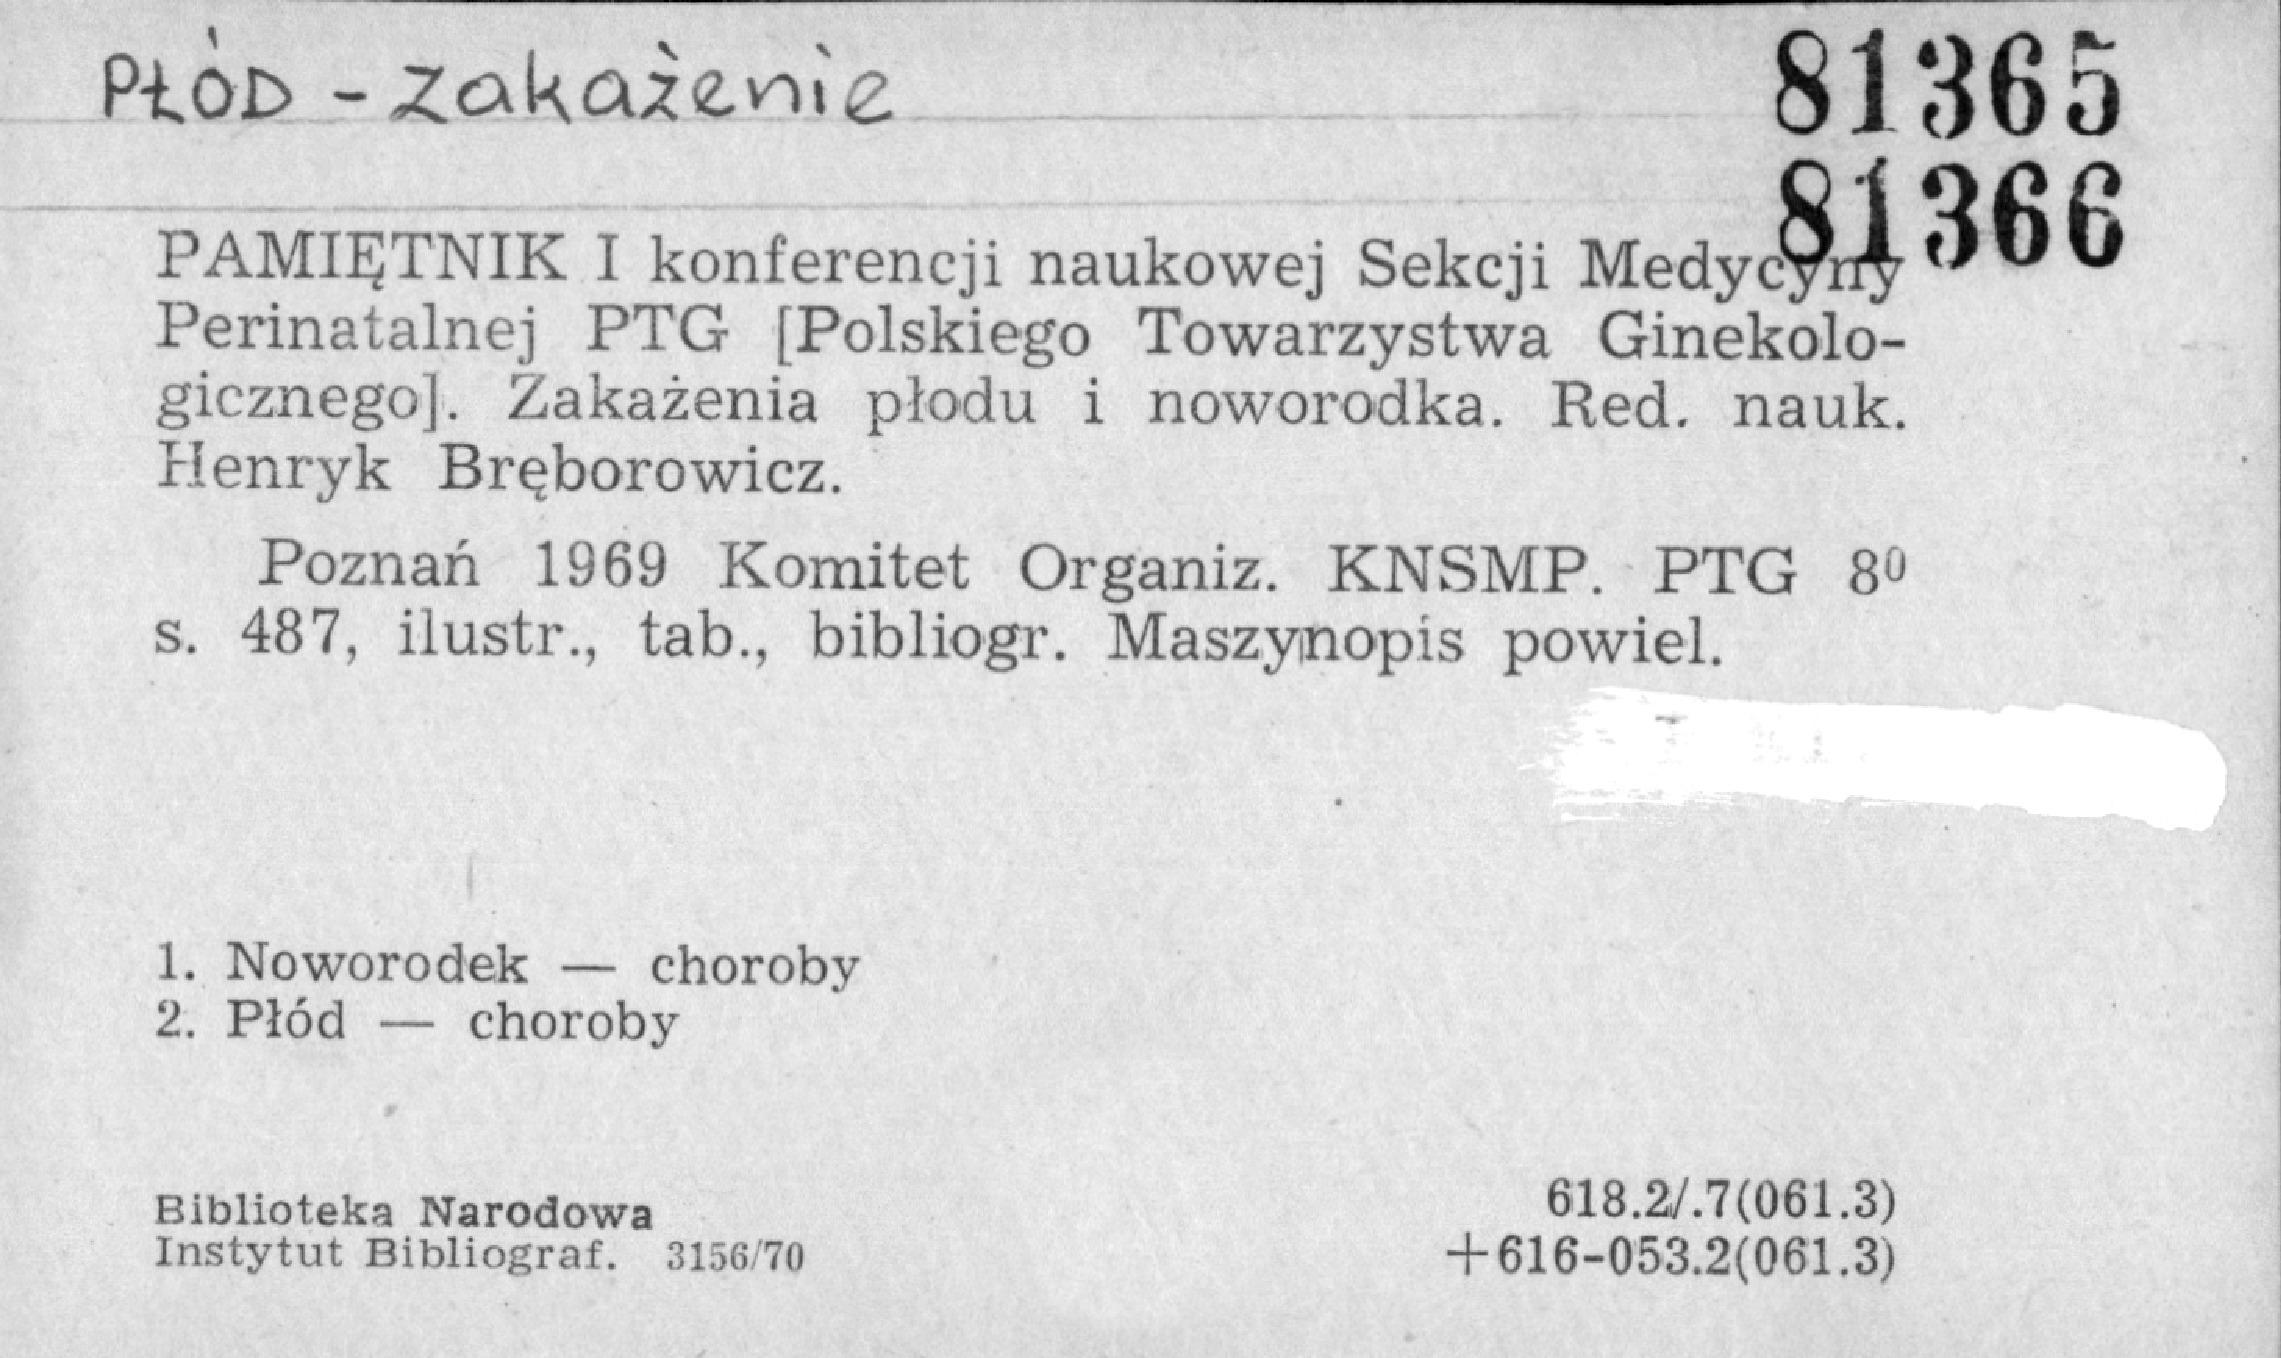 PŁÓD - zakażenie
81365
81366
PAMIĘTNIK I konferencji naukowej Sekcji Medycyny
Perinatalnej PTG [Polskiego Towarzystwa Ginekolo-
gicznego]. Zakażenia płodu i noworodka. Red. nauk.
Henryk Bręborowicz.
Poznań 1969 Komitet Organiz. KNSMP. PTG 8⁰
s. 487, ilustr., tab., bibliogr. Maszynopis powiel.
1. Noworodek — choroby
2. Płód — choroby
Biblioteka Narodowa
Instytut Bibliograf. 3156/70
618.2/.7(061.3)
+616-053.2(061.3)